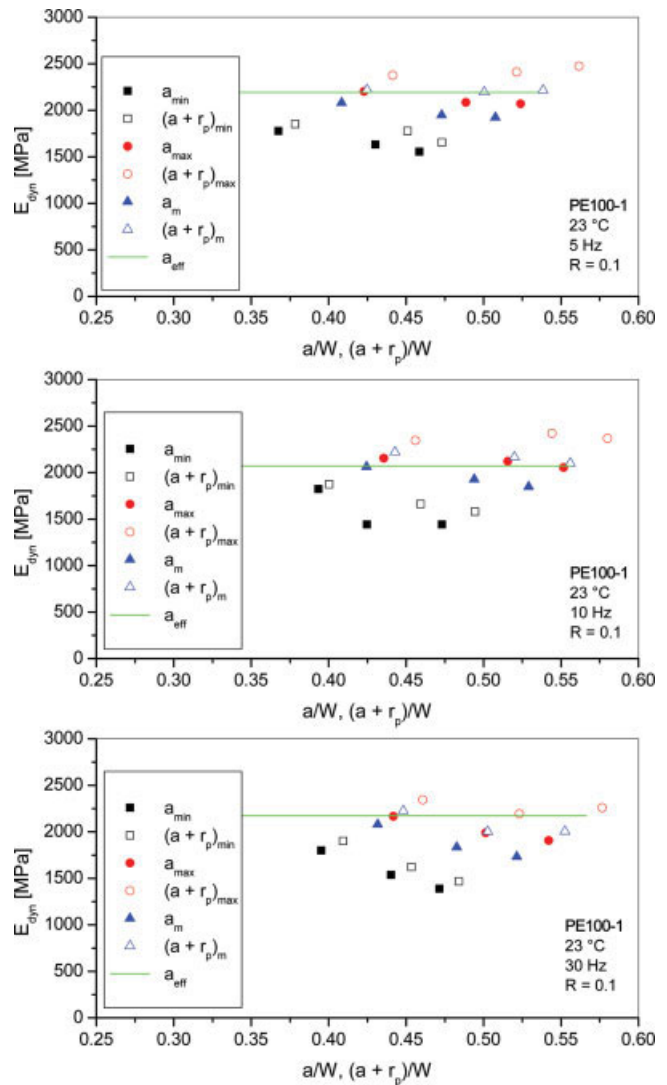 3000
2500
2000
1500
1000
500
0
E_dyn [MPa]
a_min
(a + r_p)_min
a_max
(a + r_p)_max
a_m
(a + r_p)_m
a_eff
PE100-1
23 °C
5 Hz
R = 0.1
0.25 0.30 0.35 0.40 0.45 0.50 0.55 0.60
a/W, (a + r_p)/W
3000
2500
2000
1500
1000
500
0
E_dyn [MPa]
a_min
(a + r_p)_min
a_max
(a + r_p)_max
a_m
(a + r_p)_m
a_eff
PE100-1
23 °C
10 Hz
R = 0.1
0.25 0.30 0.35 0.40 0.45 0.50 0.55 0.60
a/W, (a + r_p)/W
3000
2500
2000
1500
1000
500
0
E_dyn [MPa]
a_min
(a + r_p)_min
a_max
(a + r_p)_max
a_m
(a + r_p)_m
a_eff
PE100-1
23 °C
30 Hz
R = 0.1
0.25 0.30 0.35 0.40 0.45 0.50 0.55 0.60
a/W, (a + r_p)/W